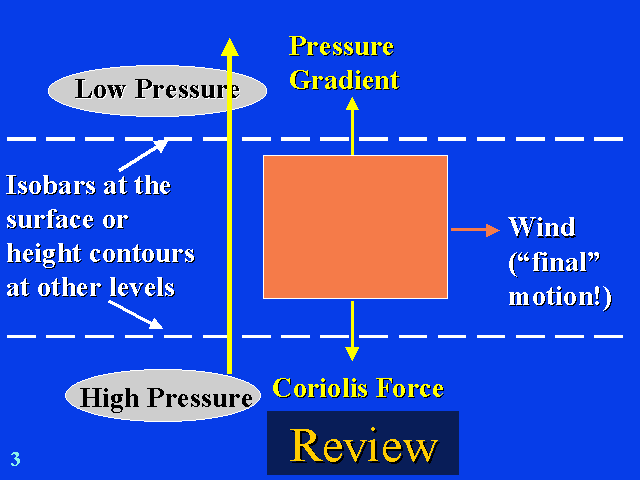 Pressure
Gradient
Low Pressure
Isobars at the
surface or
height contours
at other levels
Wind
(“final”
motion!)
High Pressure
Coriolis Force
Review
3